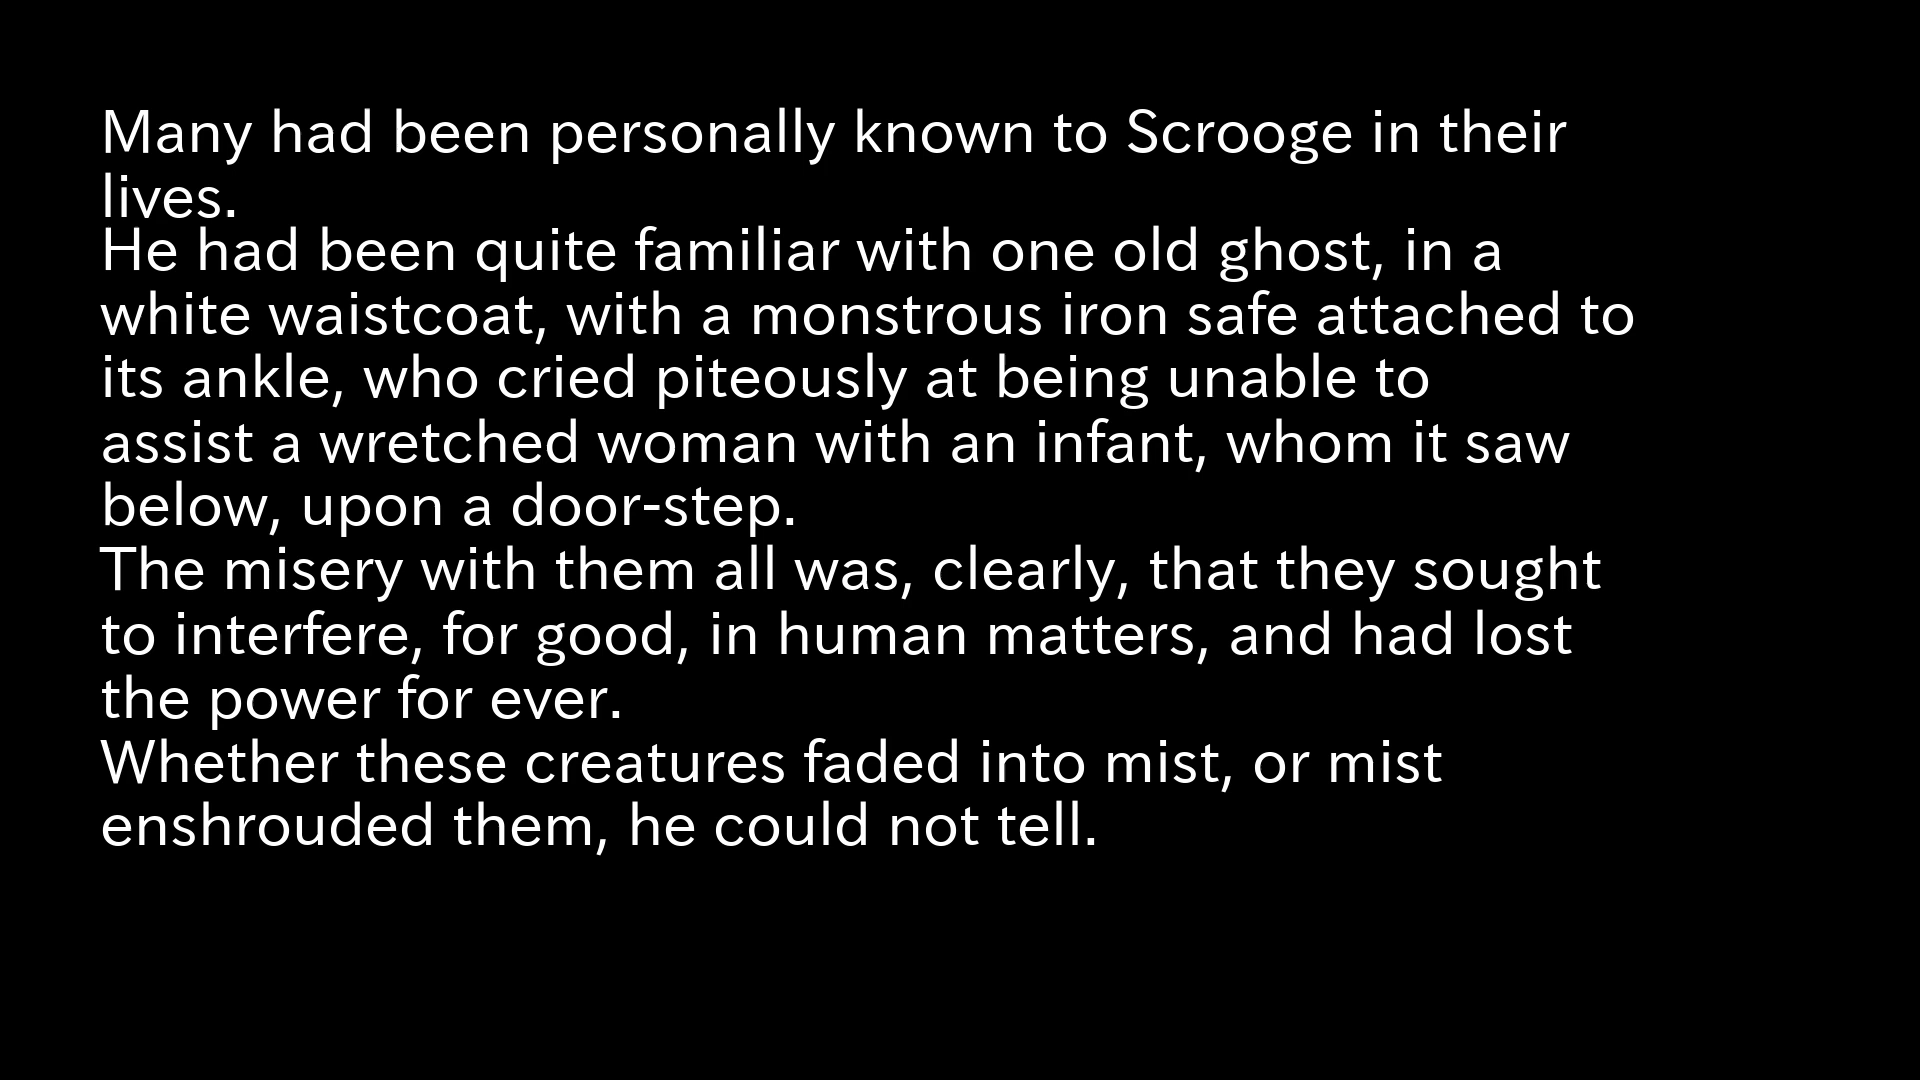 Many had been personally known to Scrooge in their
lives.
He had been quite familiar with one old ghost, in a
white waistcoat, with a monstrous iron safe attached to
its ankle, who cried piteously at being unable to
assist a wretched woman with an infant, whom it saw
below, upon a door-step.
The misery with them all was, clearly, that they sought
to interfere, for good, in human matters, and had lost
the power for ever.
Whether these creatures faded into mist, or mist
enshrouded them, he could not tell.